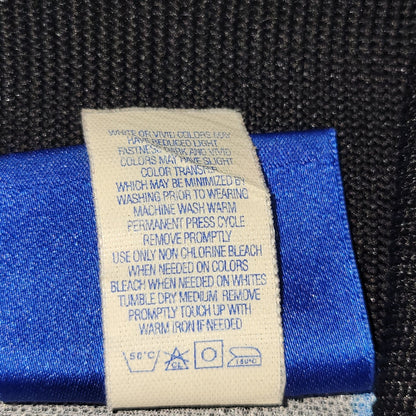 WHITE OR VIVID COLORS MAY
HAVE REDUCED LIGHT
FASTNESS DARK AND VIVID
COLORS MAY HAVE SLIGHT
COLOR TRANSFER
WHICH MAY BE MINIMIZED BY
WASHING PRIOR TO WEARING
MACHINE WASH WARM
PERMANENT PRESS CYCLE
REMOVE PROMPTLY
USE ONLY NON CHLORINE BLEACH
WHEN NEEDED ON COLORS
BLEACH WHEN NEEDED ON WHITES
TUMBLE DRY MEDIUM REMOVE
PROMPTLY TOUCH UP WITH
WARM IRON IF NEEDED
50°C CL 150°C